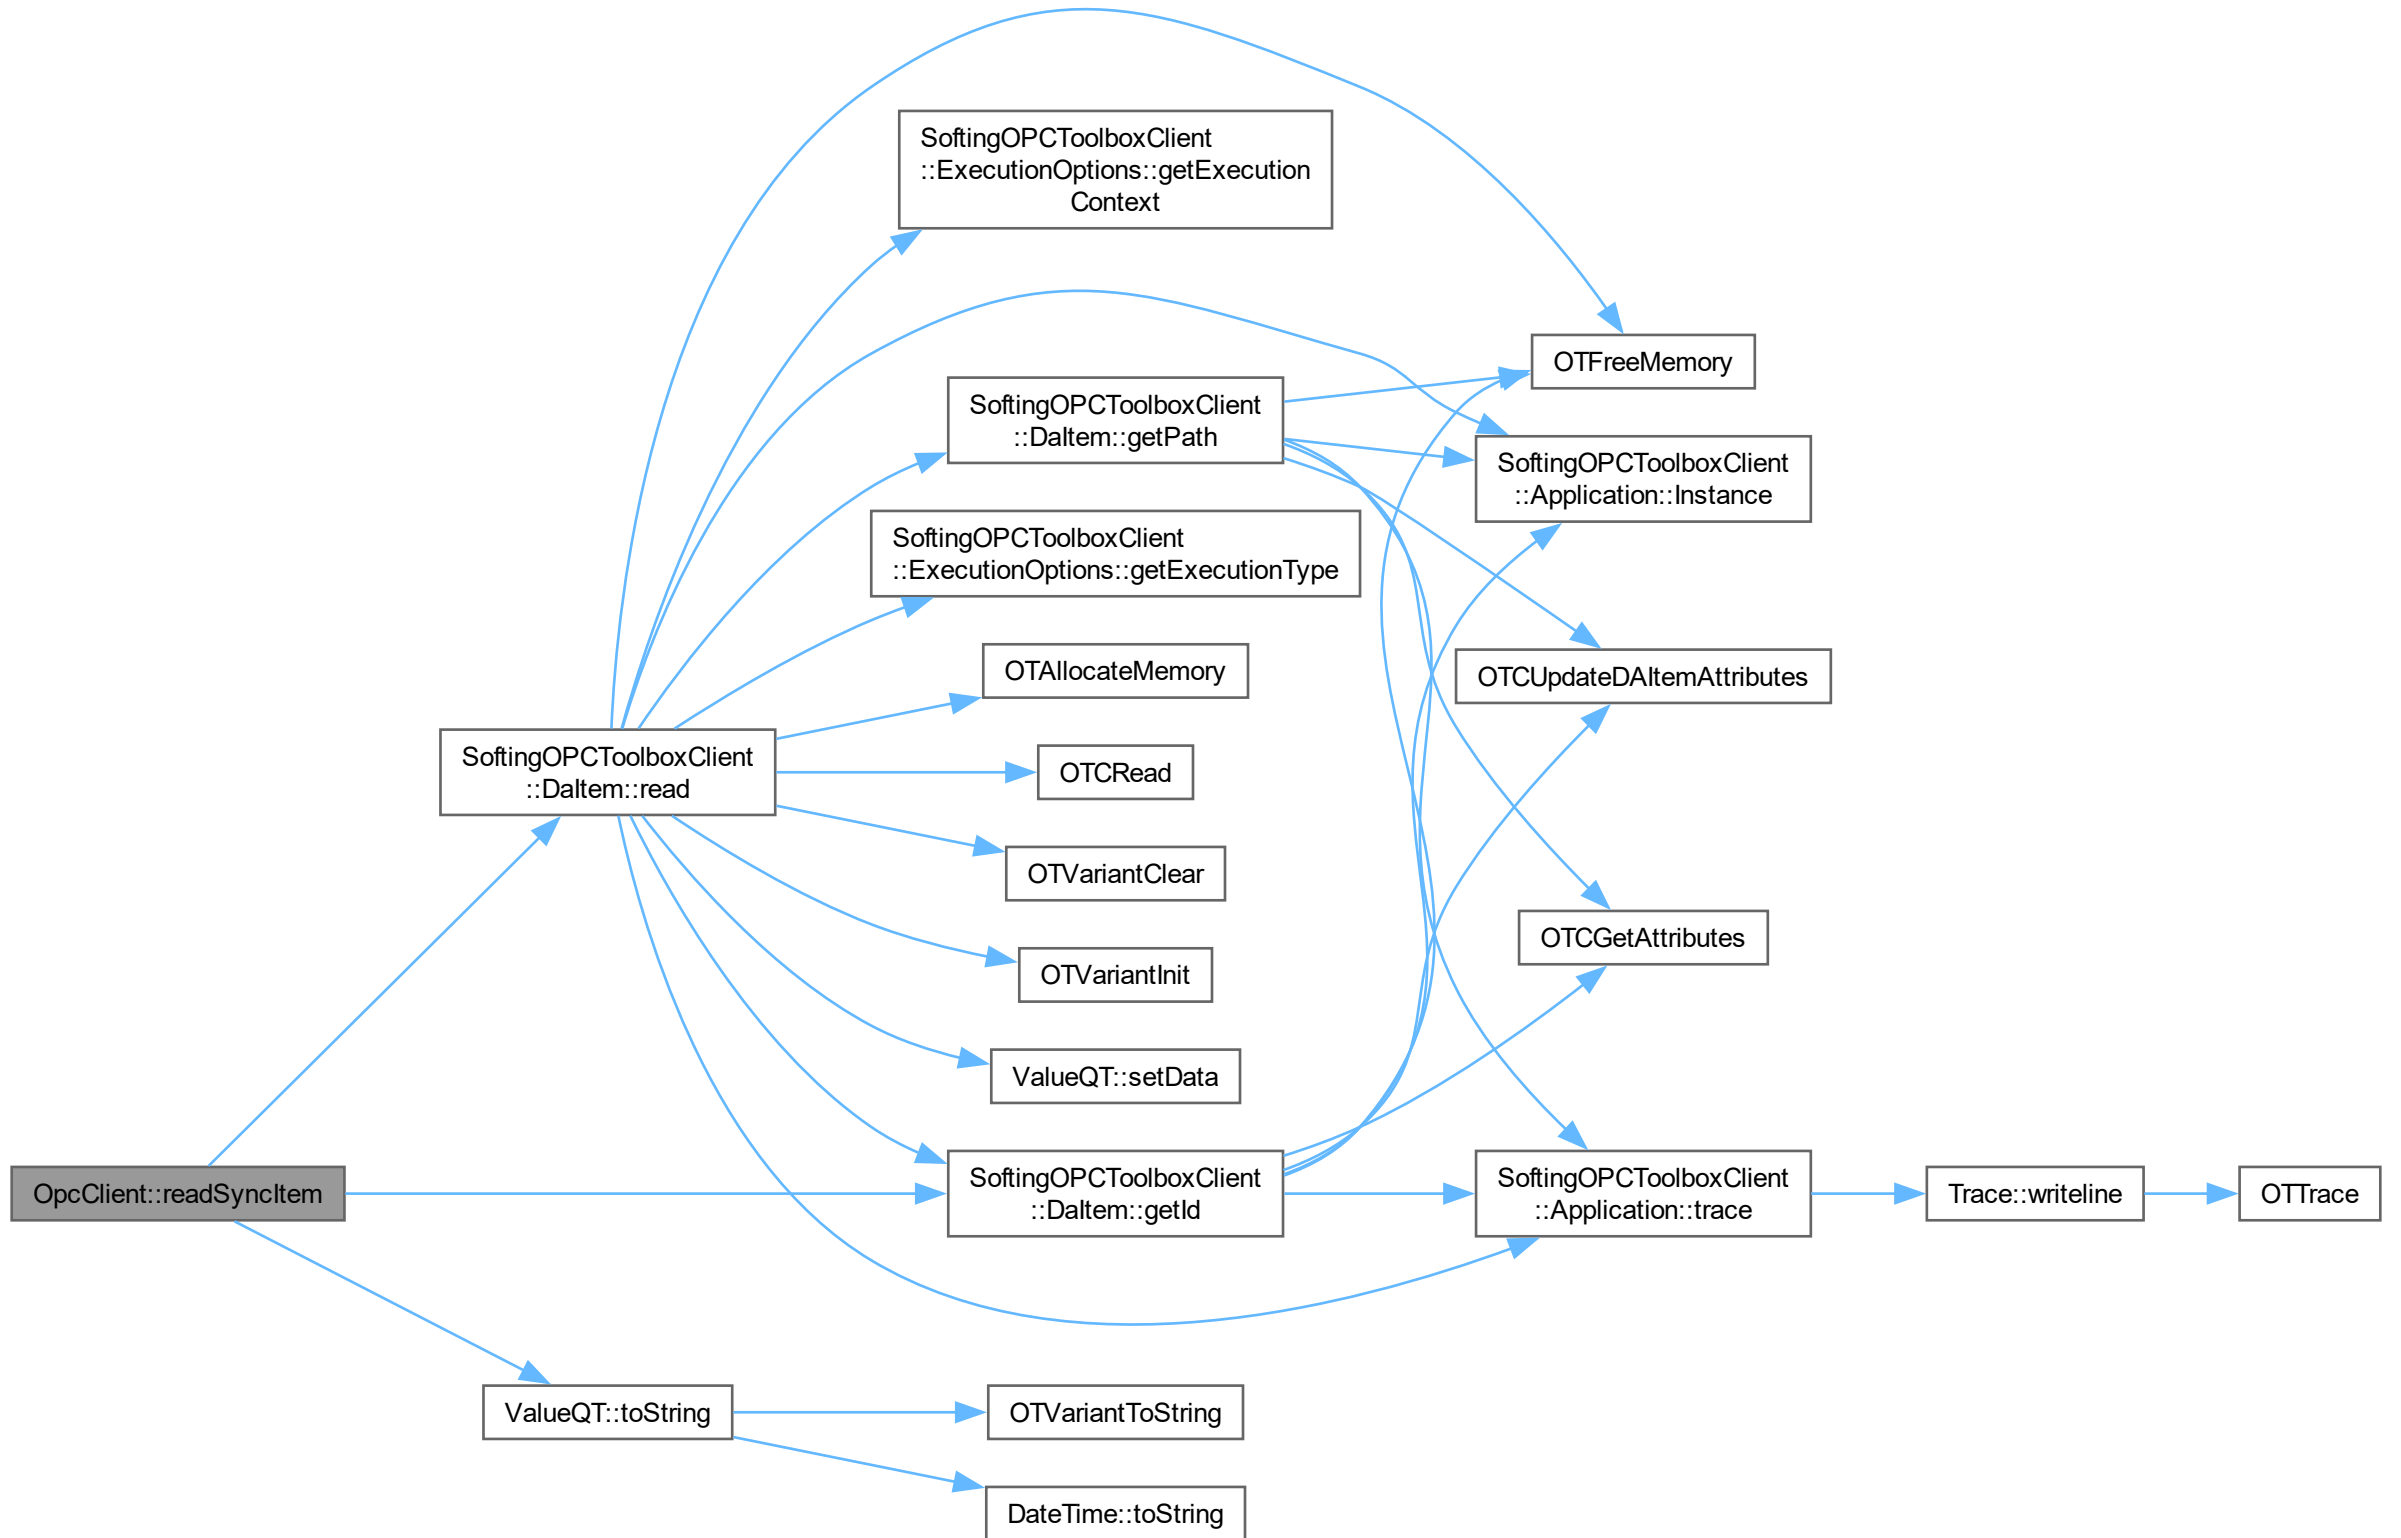 SoftingOPCToolboxClient
::ExecutionOptions::getExecution
Context
OTFreeMemory
SoftingOPCToolboxClient
::DaItem::getPath
SoftingOPCToolboxClient
::Application::Instance
SoftingOPCToolboxClient
::ExecutionOptions::getExecutionType
OTAllocateMemory
OTCUpdateDAItemAttributes
SoftingOPCToolboxClient
::DaItem::read
OTCRead
OTVariantClear
OTCGetAttributes
OTVariantInit
ValueQT::setData
OpcClient::readSyncItem
SoftingOPCToolboxClient
::DaItem::getId
SoftingOPCToolboxClient
::Application::trace
Trace::writeline
OTTrace
ValueQT::toString
OTVariantToString
DateTime::toString